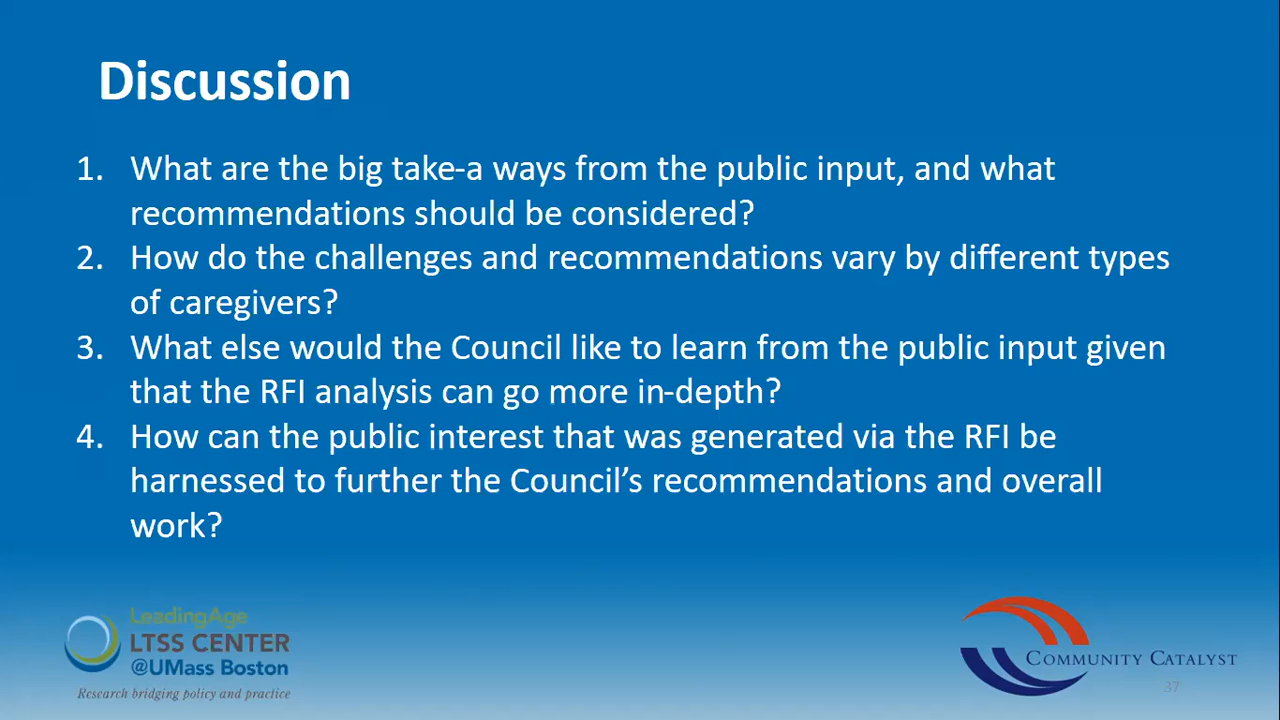 Discussion
1. What are the big take-a ways from the public input, and what
recommendations should be considered?
2. How do the challenges and recommendations vary by different types
of caregivers?
3. What else would the Council like to learn from the public input given
that the RFI analysis can go more in-depth?
4. How can the public interest that was generated via the RFI be
harnessed to further the Council’s recommendations and overall
work?
LeadingAge
LTSS CENTER
@UMass Boston
Research bridging policy and practice
COMMUNITY CATALYST
37